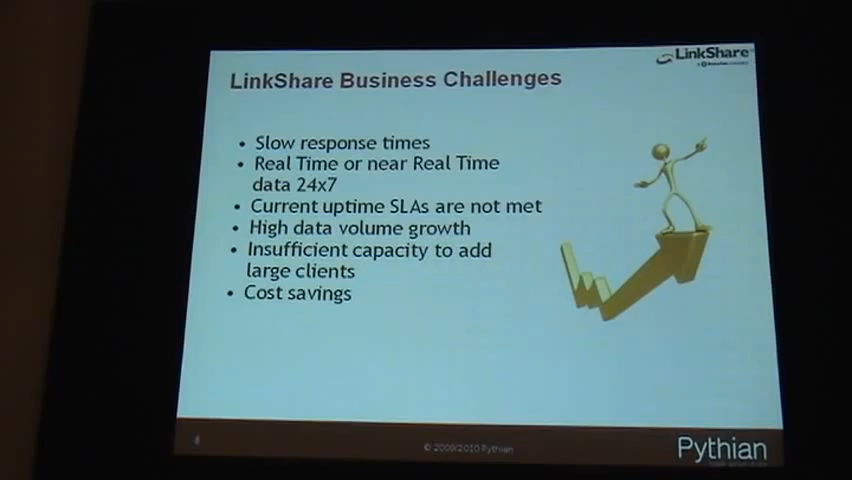 LinkShare
LinkShare Business Challenges
• Slow response times
• Real Time or near Real Time
data 24x7
• Current uptime SLAs are not met
• High data volume growth
• Insufficient capacity to add
large clients
• Cost savings
8
© 2009/2010 Pythian
Pythian